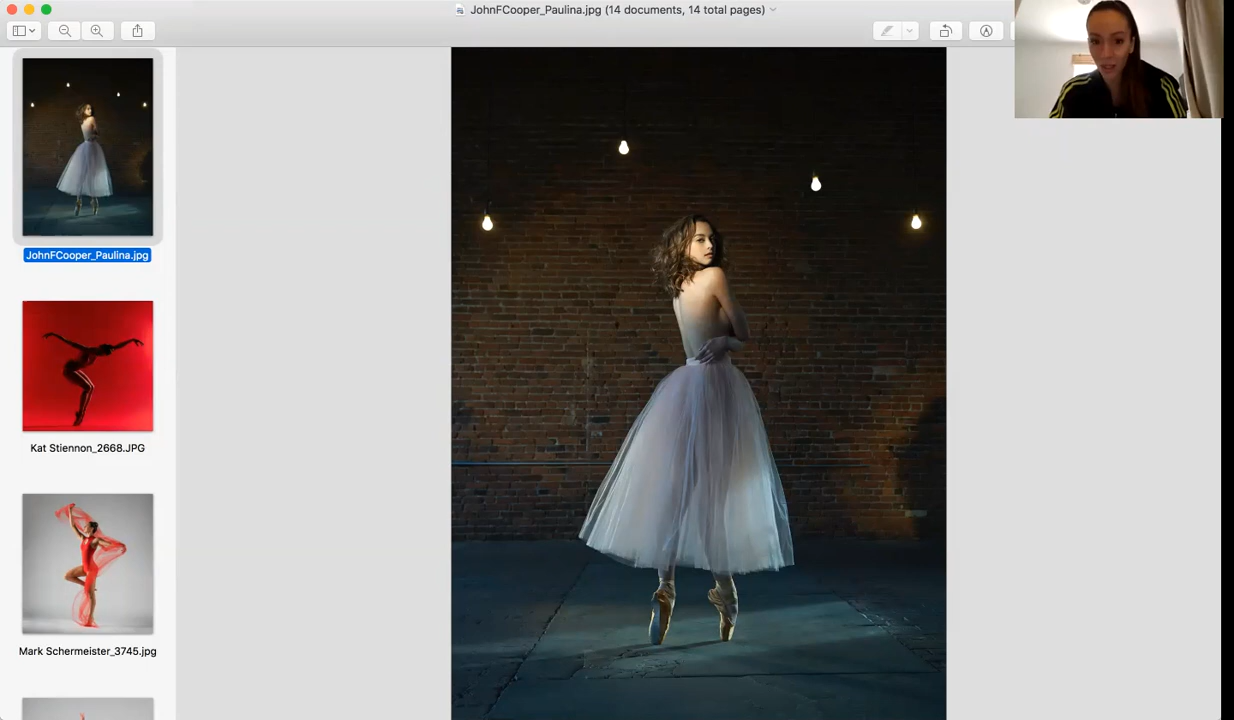 JohnFCooper_Paulina.jpg (14 documents, 14 total pages)
JohnFCooper_Paulina.jpg
Kat Stiennon_2668.JPG
Mark Schermeister_3745.jpg